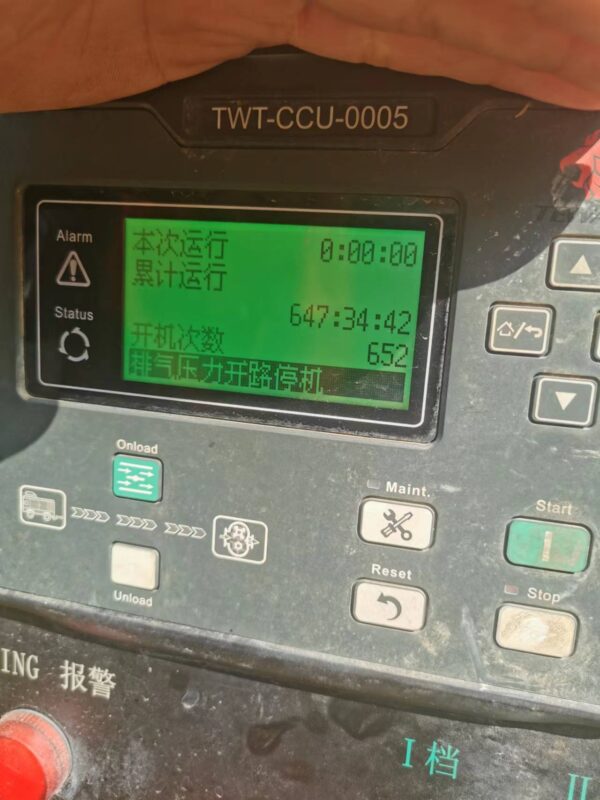 TWT-CCU-0005
Alarm
Status
本次运行 0:00:00
累计运行
647:34:42
开机次数 652
排气压力开路停机
Onload
Unload
Maint.
Reset
Start
Stop
ING 报警
I 档
II